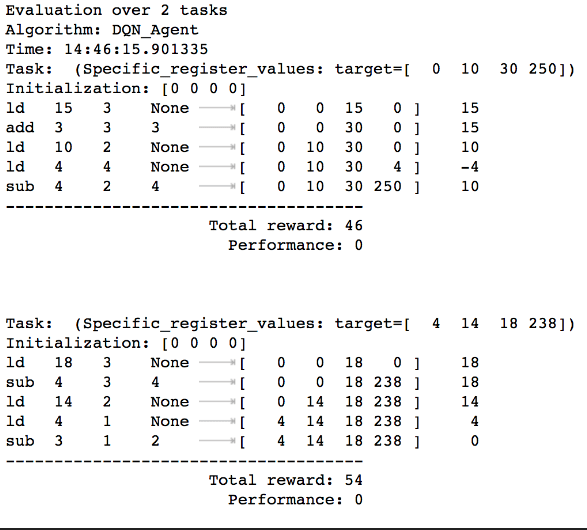 Evaluation over 2 tasks
Algorithm: DQN_Agent
Time: 14:46:15.901335
Task:  (Specific_register_values: target=[  0  10  30 250])
Initialization: [0 0 0 0]
ld   15   3    None ⟶[   0   0  15   0 ]    15
add  3    3    3    ⟶[   0   0  30   0 ]    15
ld   10   2    None ⟶[   0  10  30   0 ]    10
ld   4    4    None ⟶[   0  10  30   4 ]    -4
sub  4    2    4    ⟶[   0  10  30 250 ]    10
-------------------------------------
Total reward: 46
Performance: 0
Task:  (Specific_register_values: target=[  4  14  18 238])
Initialization: [0 0 0 0]
ld   18   3    None ⟶[   0   0  18   0 ]    18
sub  4    3    4    ⟶[   0   0  18 238 ]    18
ld   14   2    None ⟶[   0  14  18 238 ]    14
ld   4    1    None ⟶[   4  14  18 238 ]    4
sub  3    1    2    ⟶[   4  14  18 238 ]    0
-------------------------------------
Total reward: 54
Performance: 0